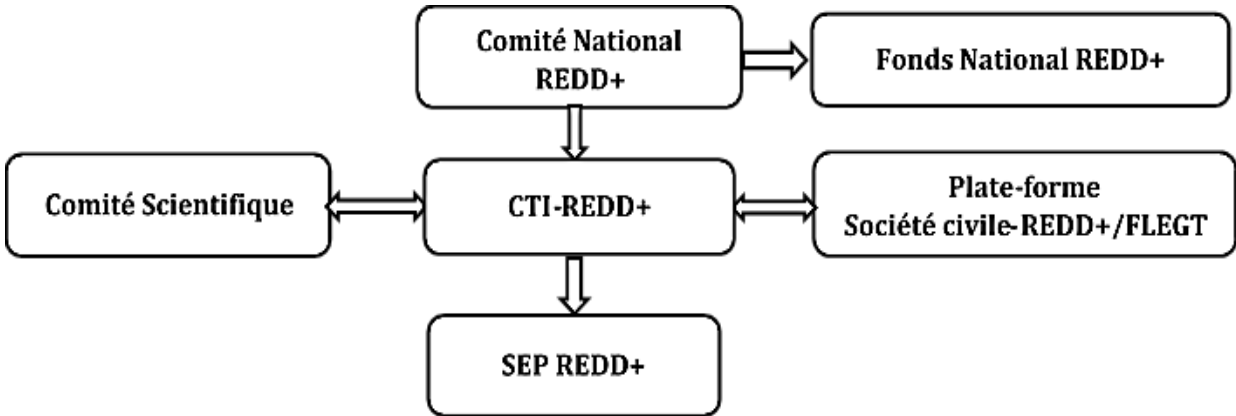 Comité National
REDD+
Fonds National REDD+
Comité Scientifique
CTI-REDD+
Plate-forme
Société civile-REDD+/FLEGT
SEP REDD+